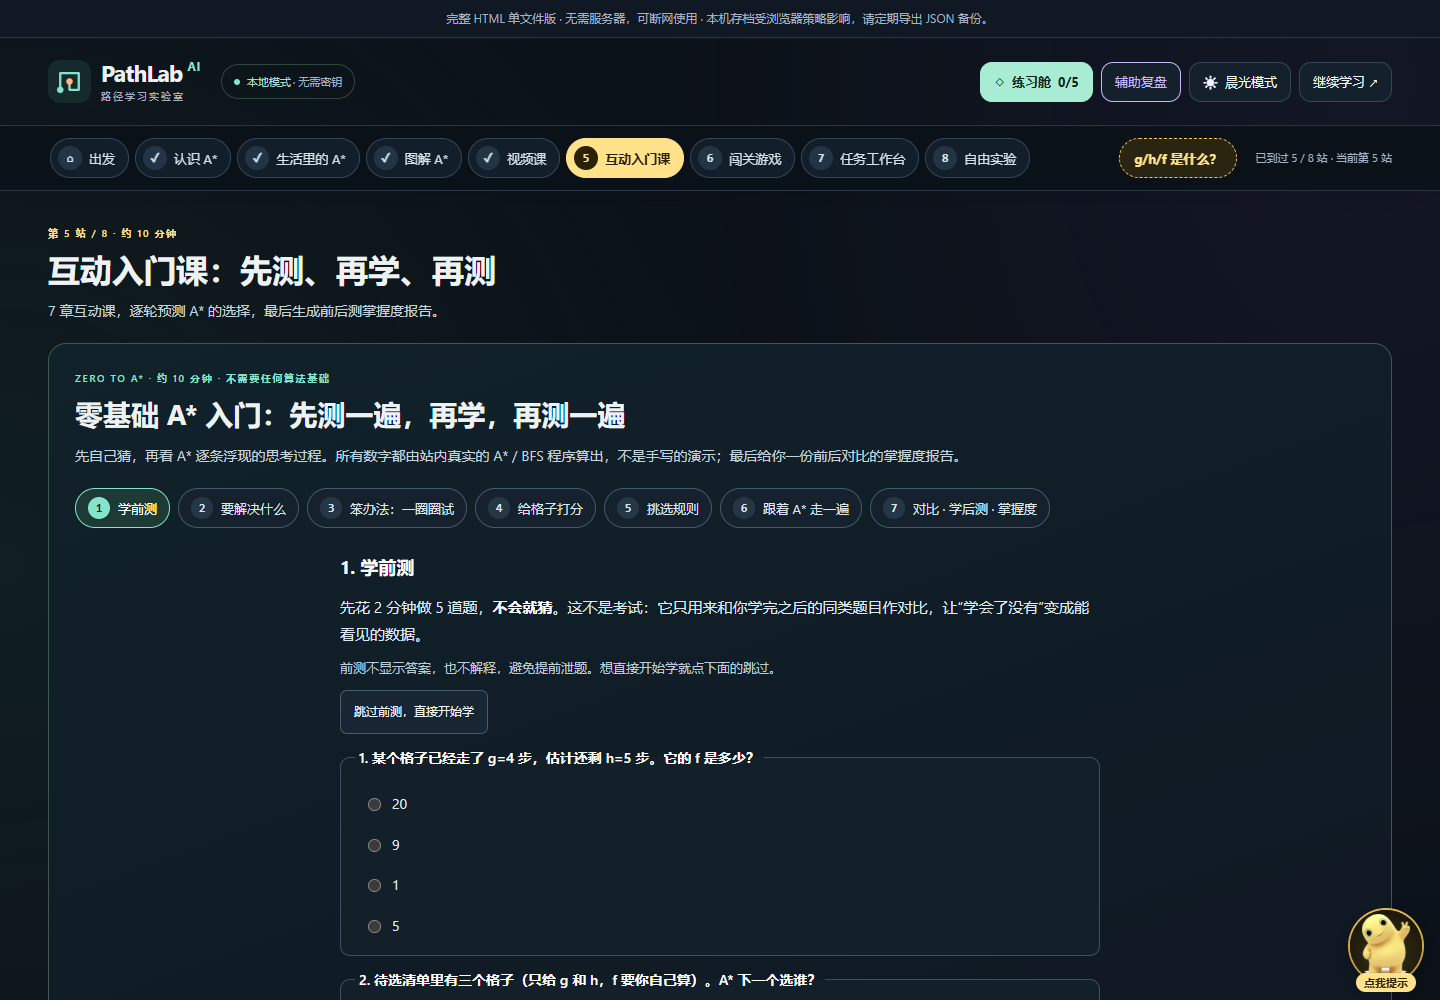 完整 HTML 单文件版 · 无需服务器，可断网使用 · 本机存档受浏览器策略影响，请定期导出 JSON 备份。
PathLab AI
路径学习实验室
本地模式 · 无需密钥
练习舱 0/5
辅助复盘
晨光模式
继续学习 ↗
出发
认识 A*
生活里的 A*
图解 A*
视频课
5 互动入门课
6 闯关游戏
7 任务工作台
8 自由实验
g/h/f 是什么？
已到过 5 / 8 站 · 当前第 5 站
第 5 站 / 8 · 约 10 分钟
互动入门课：先测、再学、再测
7 章互动课，逐轮预测 A* 的选择，最后生成前后测掌握度报告。
ZERO TO A* · 约 10 分钟 · 不需要任何算法基础
零基础 A* 入门：先测一遍，再学，再测一遍
先自己猜，再看 A* 逐条浮现的思考过程。所有数字都由站内真实的 A* / BFS 程序算出，不是手写的演示；最后给你一份前后对比的掌握度报告。
1 学前测
2 要解决什么
3 笨办法：一圈圈试
4 给格子打分
5 挑选规则
6 跟着 A* 走一遍
7 对比 · 学后测 · 掌握度
1. 学前测
先花 2 分钟做 5 道题，不会就猜。这不是考试：它只用来和你学完之后的同类题目作对比，让“学会了没有”变成能
看见的数据。
前测不显示答案，也不解释，避免提前泄题。想直接开始学就点下面的跳过。
跳过前测，直接开始学
1. 某个格子已经走了 g=4 步，估计还剩 h=5 步。它的 f 是多少？
20
9
1
5
2. 待选清单里有三个格子（只给 g 和 h，f 要你自己算）。A* 下一个选谁？
点我提示